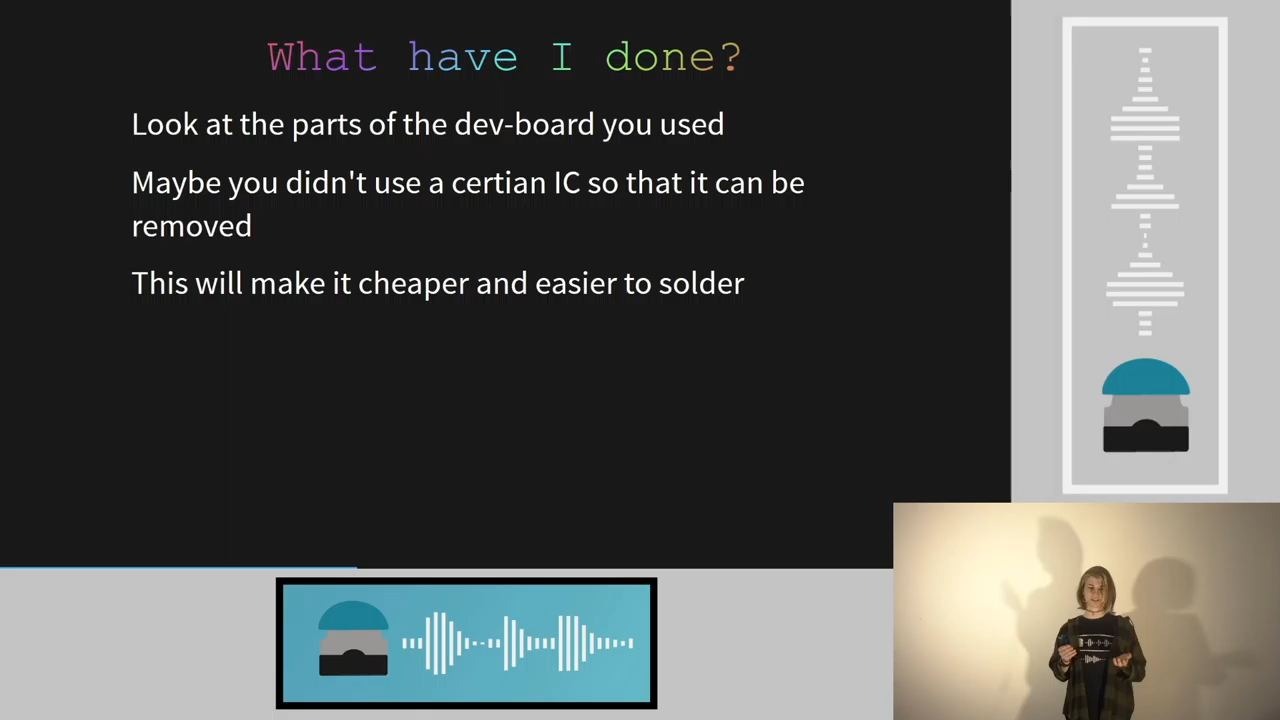 What have I done?
Look at the parts of the dev-board you used
Maybe you didn't use a certian IC so that it can be
removed
This will make it cheaper and easier to solder